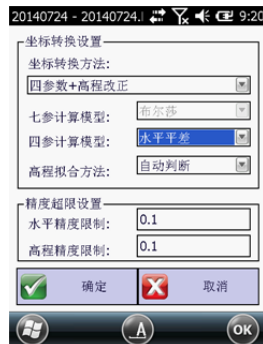 20140724 - 20140724. 9:20
坐标转换设置
坐标转换方法:
四参数+高程改正
七参计算模型: 布尔莎
四参计算模型: 水平平差
高程拟合方法: 自动判断
精度超限设置
水平精度限制: 0.1
高程精度限制: 0.1
确定 取消
A OK